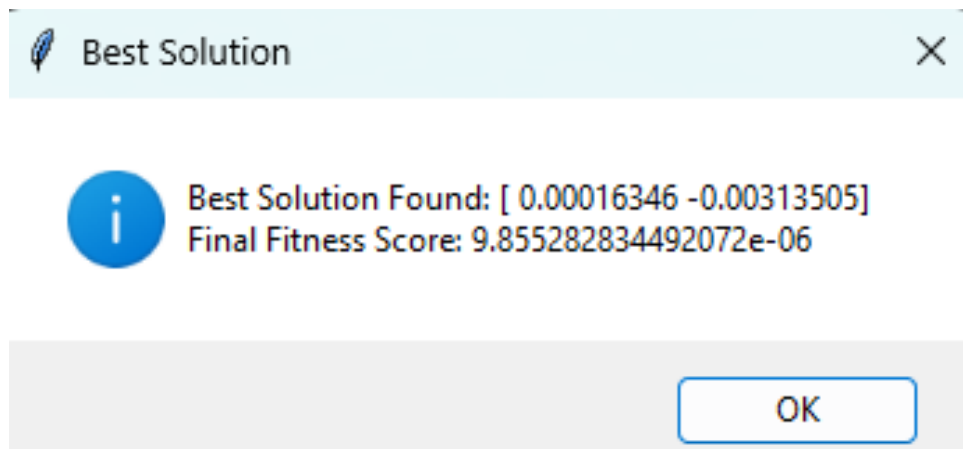 Best Solution
Best Solution Found: [ 0.00016346 -0.00313505]
Final Fitness Score: 9.855282834492072e-06
OK